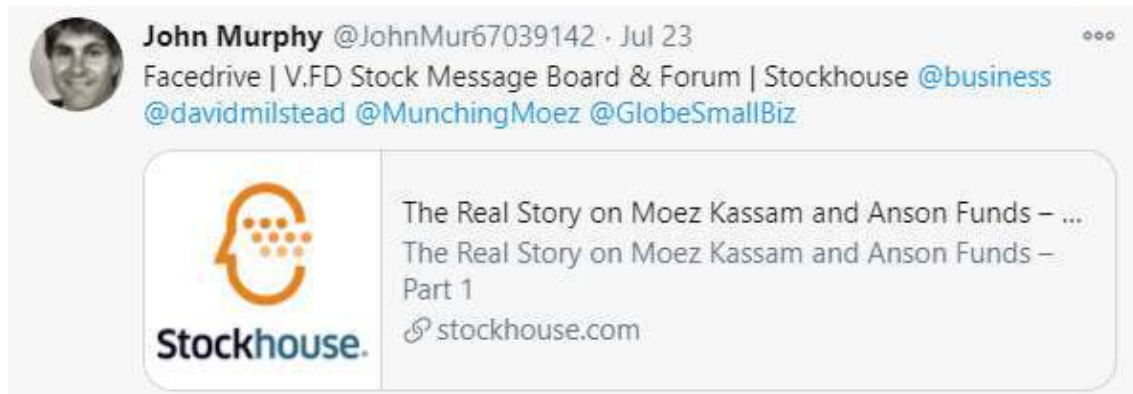 John Murphy @JohnMur67039142 · Jul 23
Facedrive | V.FD Stock Message Board & Forum | Stockhouse @business
@davidmilstead @MunchingMoez @GlobeSmallBiz
The Real Story on Moez Kassam and Anson Funds – ...
The Real Story on Moez Kassam and Anson Funds –
Part 1
stockhouse.com
Stockhouse.